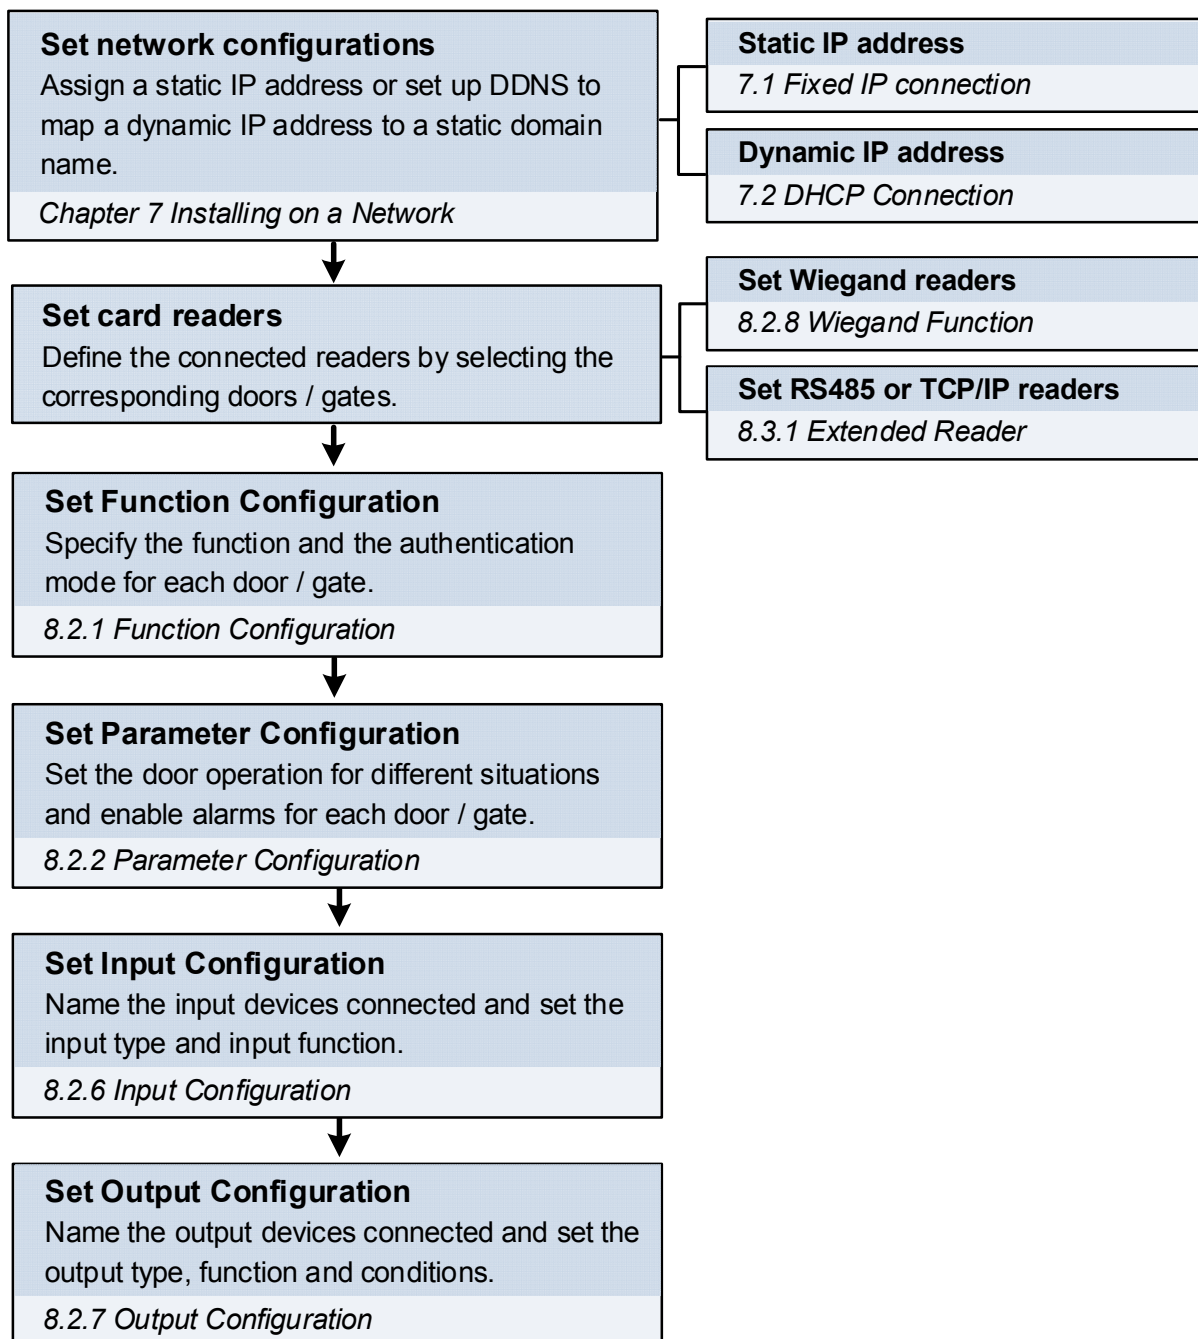 Set network configurations
Assign a static IP address or set up DDNS to
map a dynamic IP address to a static domain
name.
Chapter 7 Installing on a Network
Static IP address
7.1 Fixed IP connection
Dynamic IP address
7.2 DHCP Connection
Set card readers
Define the connected readers by selecting the
corresponding doors / gates.
Set Wiegand readers
8.2.8 Wiegand Function
Set RS485 or TCP/IP readers
8.3.1 Extended Reader
Set Function Configuration
Specify the function and the authentication
mode for each door / gate.
8.2.1 Function Configuration
Set Parameter Configuration
Set the door operation for different situations
and enable alarms for each door / gate.
8.2.2 Parameter Configuration
Set Input Configuration
Name the input devices connected and set the
input type and input function.
8.2.6 Input Configuration
Set Output Configuration
Name the output devices connected and set the
output type, function and conditions.
8.2.7 Output Configuration